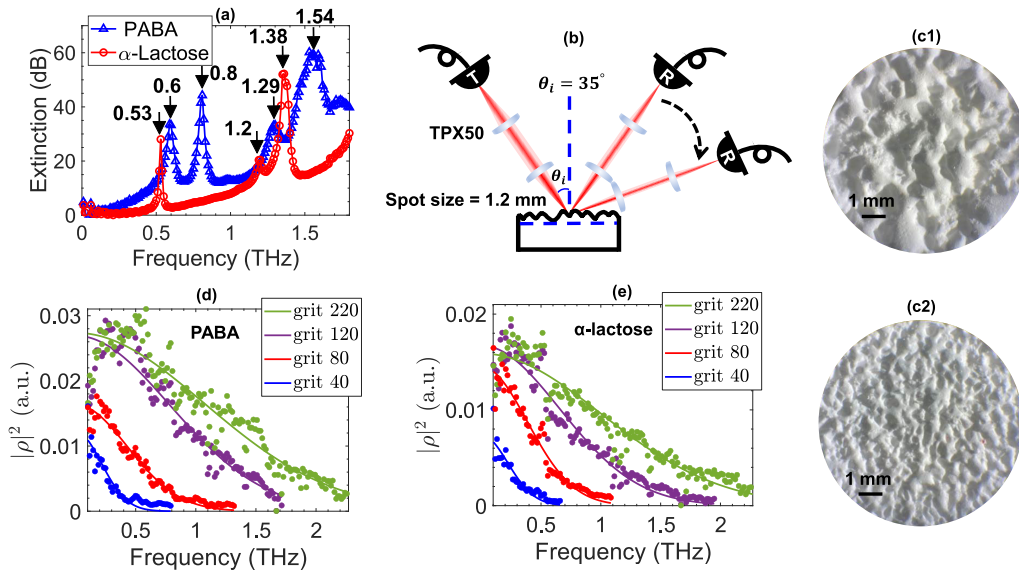 (a)
PABA
α-Lactose
0.53
0.6
0.8
1.2
1.29
1.38
1.54
60
40
20
0
0
0.5
1
1.5
Extinction (dB)
Frequency (THz)
(b)
T
R
R
θi = 35°
TPX50
θi
Spot size = 1.2 mm
(c1)
1 mm
(d)
PABA
grit 220
grit 120
grit 80
grit 40
0.03
0.02
0.01
0
0.5
1
1.5
2
|ρ|² (a.u.)
Frequency (THz)
(e)
α-lactose
grit 220
grit 120
grit 80
grit 40
0.02
0.01
0
0
0.5
1
1.5
2
|ρ|² (a.u.)
Frequency (THz)
(c2)
1 mm